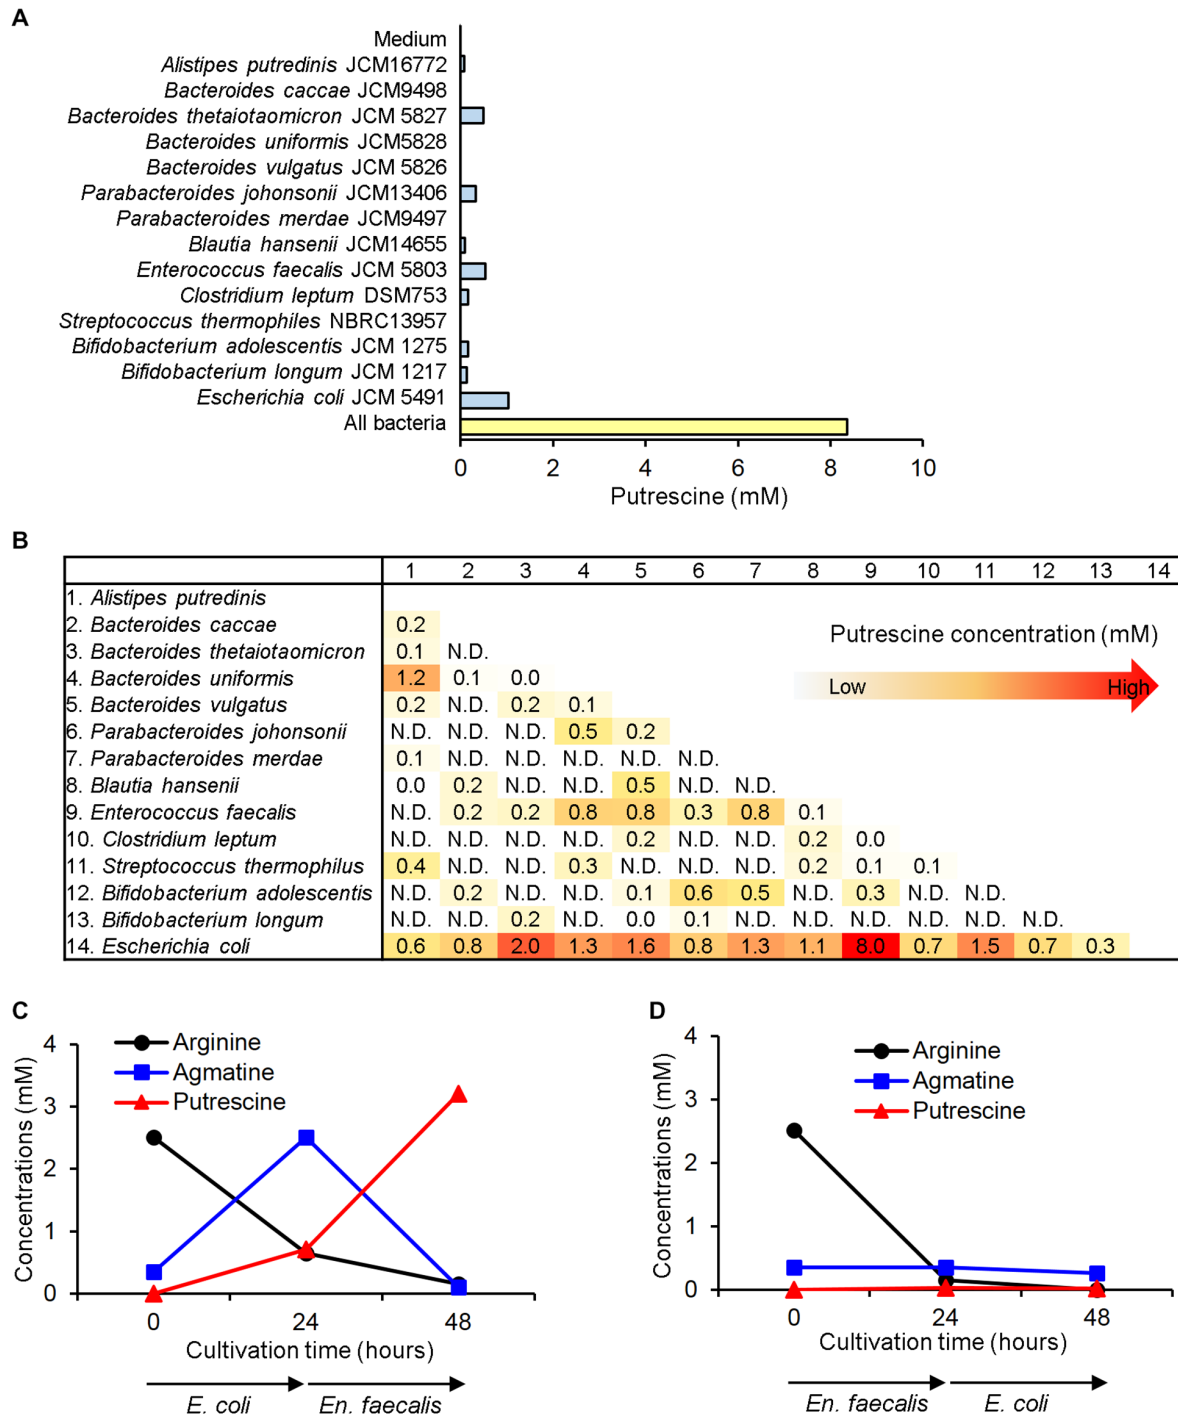 A
Medium
Alistipes putredinis JCM16772
Bacteroides caccae JCM9498
Bacteroides thetaiotaomicron JCM 5827
Bacteroides uniformis JCM5828
Bacteroides vulgatus JCM 5826
Parabacteroides johonsonii JCM13406
Parabacteroides merdae JCM9497
Blautia hansenii JCM14655
Enterococcus faecalis JCM 5803
Clostridium leptum DSM753
Streptococcus thermophiles NBRC13957
Bifidobacterium adolescentis JCM 1275
Bifidobacterium longum JCM 1217
Escherichia coli JCM 5491
All bacteria
0 2 4 6 8 10
Putrescine (mM)
B
1 2 3 4 5 6 7 8 9 10 11 12 13 14
1. Alistipes putredinis
2. Bacteroides caccae 0.2
3. Bacteroides thetaiotaomicron 0.1 N.D.
4. Bacteroides uniformis 1.2 0.1 0.0
5. Bacteroides vulgatus 0.2 N.D. 0.2 0.1
6. Parabacteroides johonsonii N.D. N.D. N.D. 0.5 0.2
7. Parabacteroides merdae 0.1 N.D. N.D. N.D. N.D. N.D.
8. Blautia hansenii 0.0 0.2 N.D. N.D. 0.5 N.D. N.D.
9. Enterococcus faecalis N.D. 0.2 0.2 0.8 0.8 0.3 0.8 0.1
10. Clostridium leptum N.D. N.D. N.D. N.D. 0.2 N.D. N.D. 0.2 0.0
11. Streptococcus thermophilus 0.4 N.D. N.D. 0.3 N.D. N.D. N.D. 0.2 0.1 0.1
12. Bifidobacterium adolescentis N.D. 0.2 N.D. N.D. 0.1 0.6 0.5 N.D. 0.3 N.D. N.D.
13. Bifidobacterium longum N.D. N.D. 0.2 N.D. 0.0 0.1 N.D. N.D. N.D. N.D. N.D. N.D.
14. Escherichia coli 0.6 0.8 2.0 1.3 1.6 0.8 1.3 1.1 8.0 0.7 1.5 0.7 0.3
Putrescine concentration (mM)
Low High
C
Arginine
Agmatine
Putrescine
4
3
2
1
0
Concentrations (mM)
0 24 48
Cultivation time (hours)
E. coli En. faecalis
D
Arginine
Agmatine
Putrescine
4
3
2
1
0
Concentrations (mM)
0 24 48
Cultivation time (hours)
En. faecalis E. coli